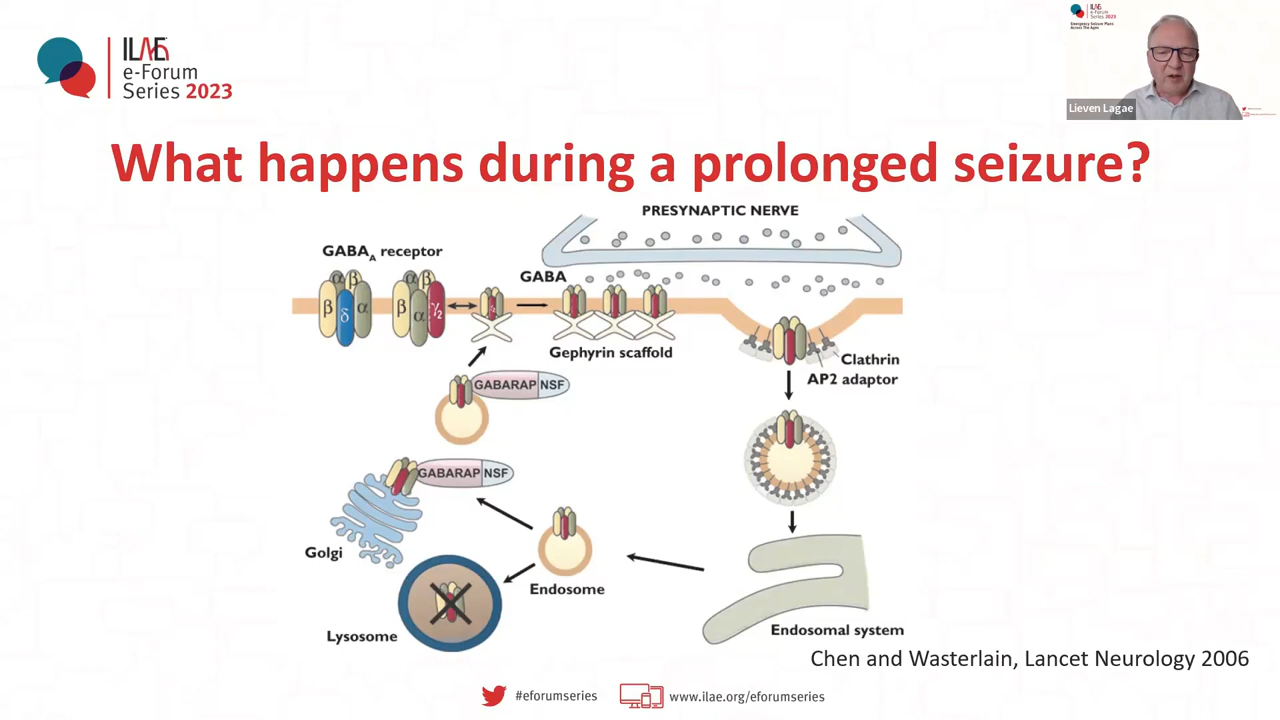 ILAE
e-Forum
Series 2023
ILAE
e-Forum
Series 2023
Emergency Seizure Plans
Across The Ages
Lieven Lagae
What happens during a prolonged seizure?
PRESYNAPTIC NERVE
GABAA receptor
GABA
α β
β δ α
α β
β α γ2
Gephyrin scaffold
Clathrin
AP2 adaptor
GABARAP NSF
GABARAP NSF
Golgi
Endosome
Lysosome
Endosomal system
Chen and Wasterlain, Lancet Neurology 2006
#eforumseries
www.ilae.org/eforumseries